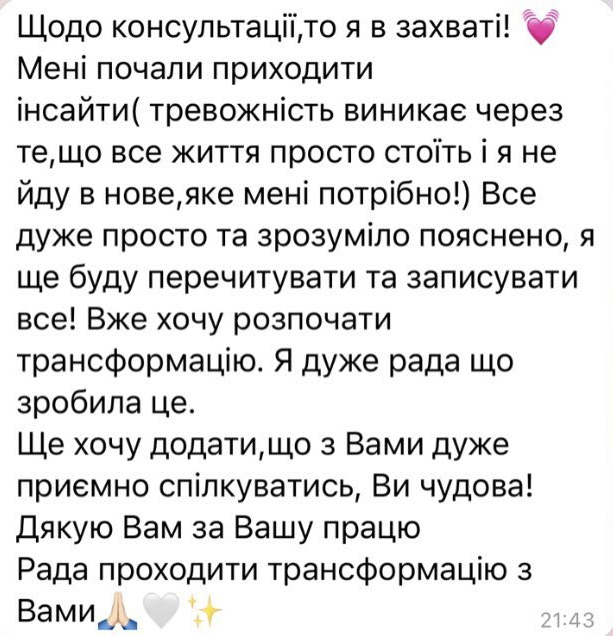 Щодо консультації,то я в захваті! 💓
Мені почали приходити
інсайти( тревожність виникає через
те,що все життя просто стоїть і я не
йду в нове,яке мені потрібно!) Все
дуже просто та зрозуміло пояснено, я
ще буду перечитувати та записувати
все! Вже хочу розпочати
трансформацію. Я дуже рада що
зробила це.
Ще хочу додати,що з Вами дуже
приємно спілкуватись, Ви чудова!
Дякую Вам за Вашу працю
Рада проходити трансформацію з
Вами🙏🏻🤍✨
21:43